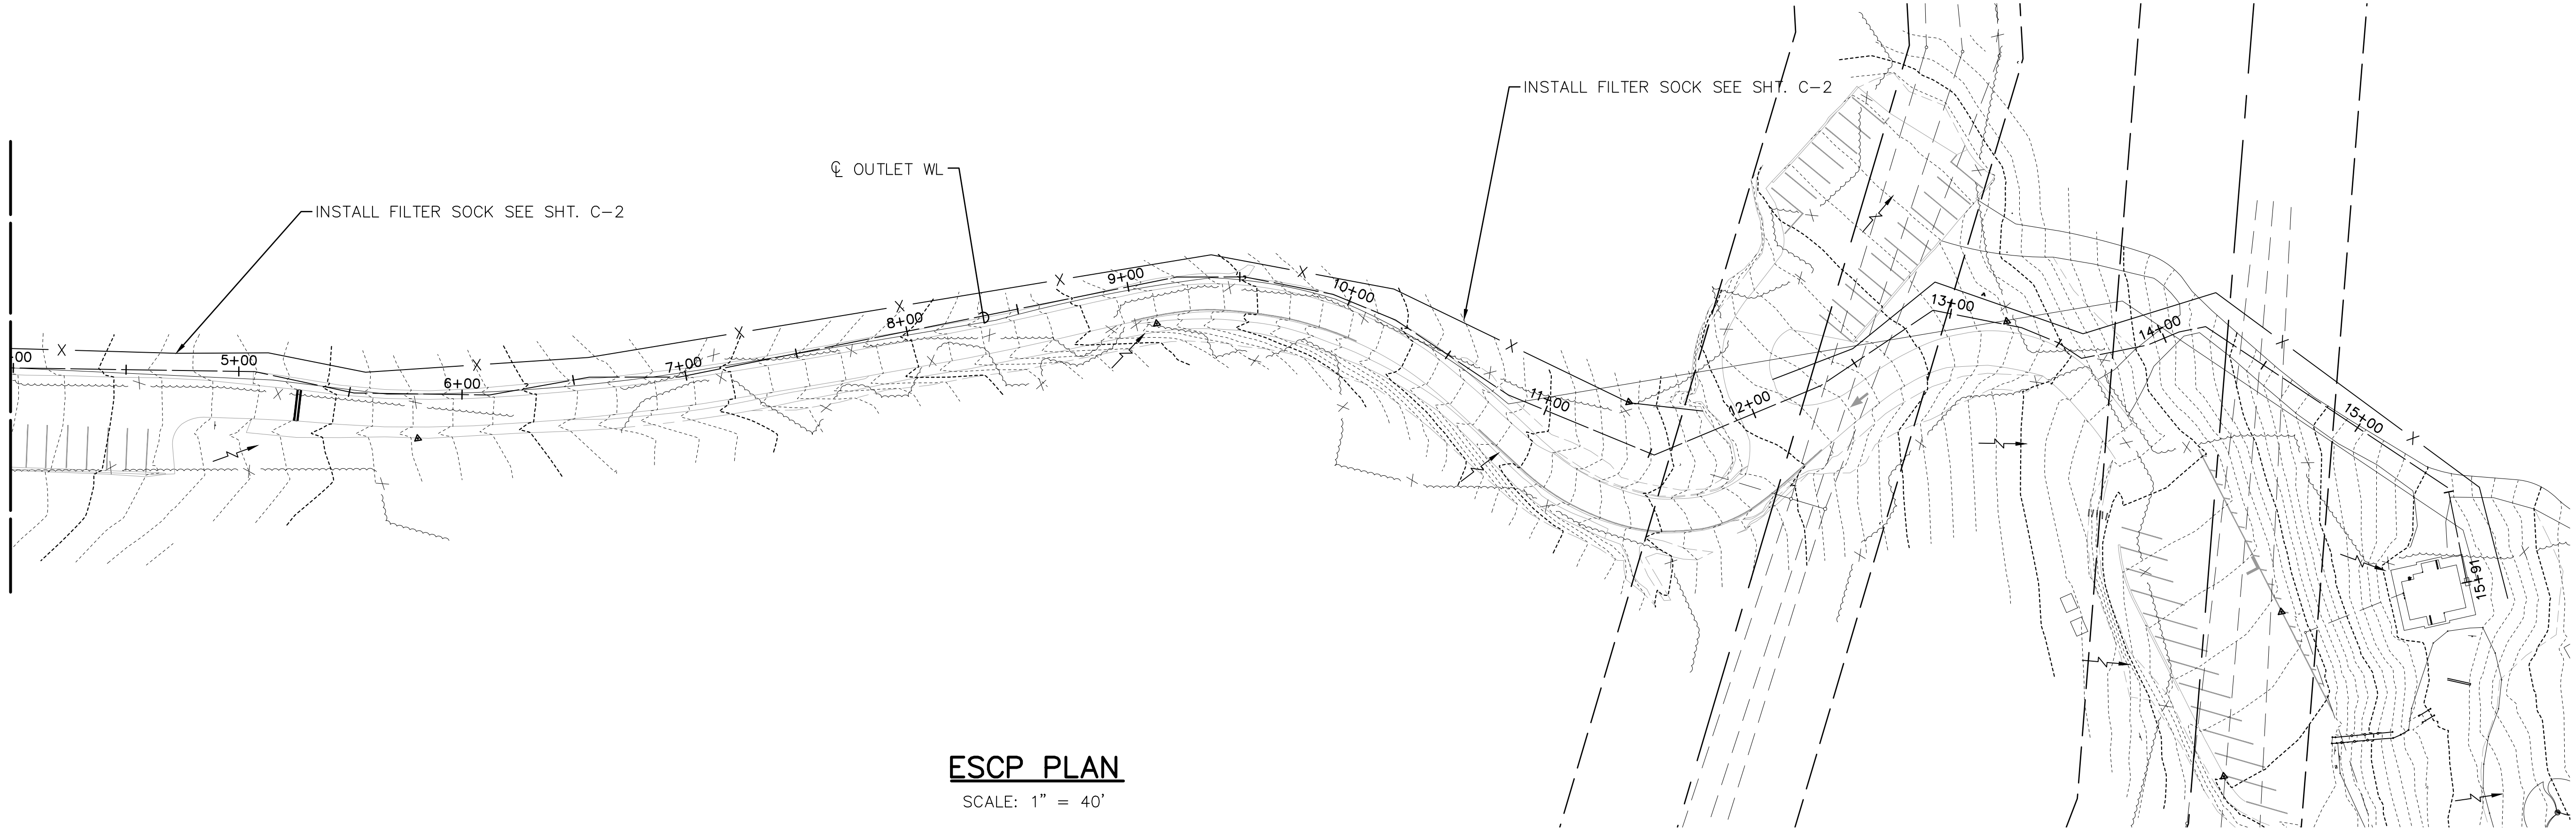 INSTALL FILTER SOCK SEE SHT. C-2
℄ OUTLET WL
INSTALL FILTER SOCK SEE SHT. C-2
+00
5+00
6+00
7+00
8+00
9+00
10+00
11+00
12+00
13+00
14+00
15+00
15+91
ESCP PLAN
SCALE: 1" = 40'